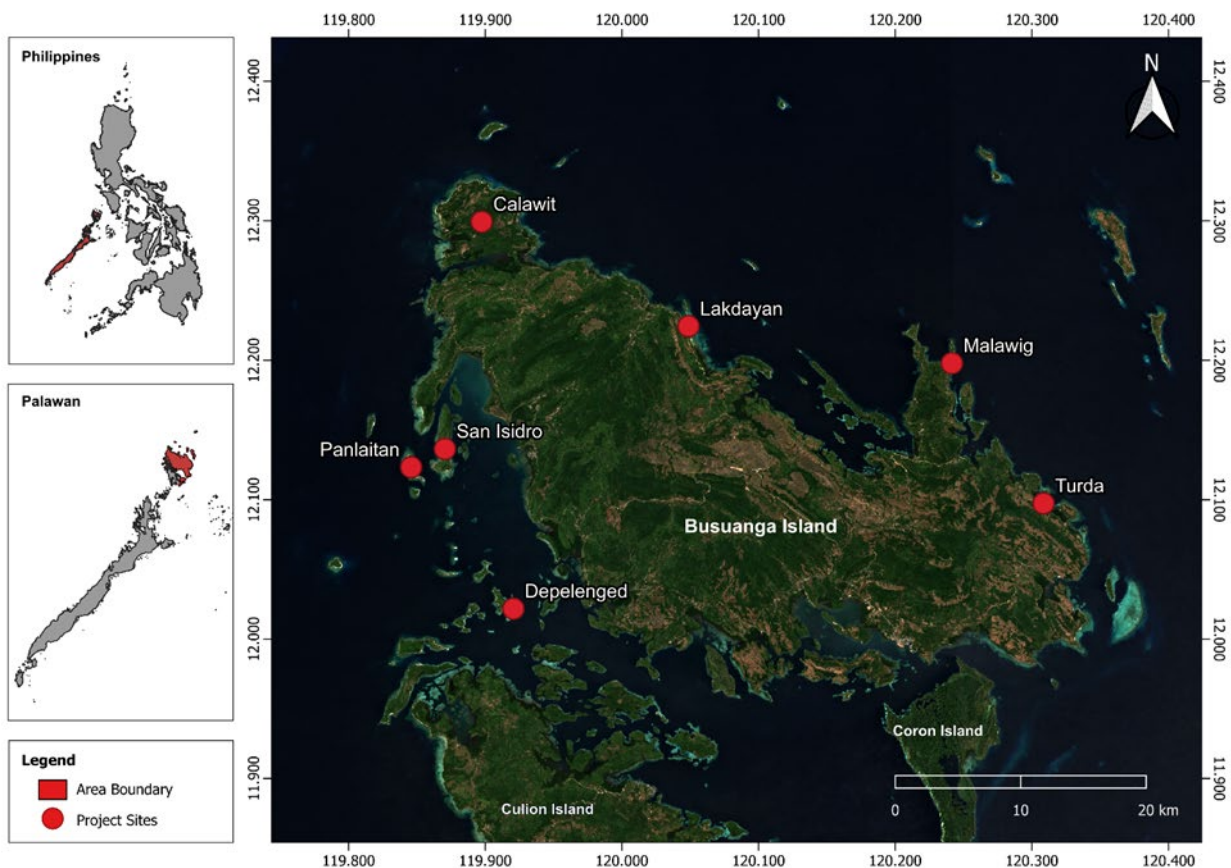 Philippines
Palawan
Legend
Area Boundary
Project Sites
119.800 119.900 120.000 120.100 120.200 120.300 120.400
12.400 12.400
N
Calawit
12.300 12.300
Lakdayan
Malawig
12.200 12.200
San Isidro
Panlaitan
12.100 12.100
Turda
Busuanga Island
Depelenged
12.000 12.000
Coron Island
11.900 11.900
Culion Island
0 10 20 km
119.800 119.900 120.000 120.100 120.200 120.300 120.400